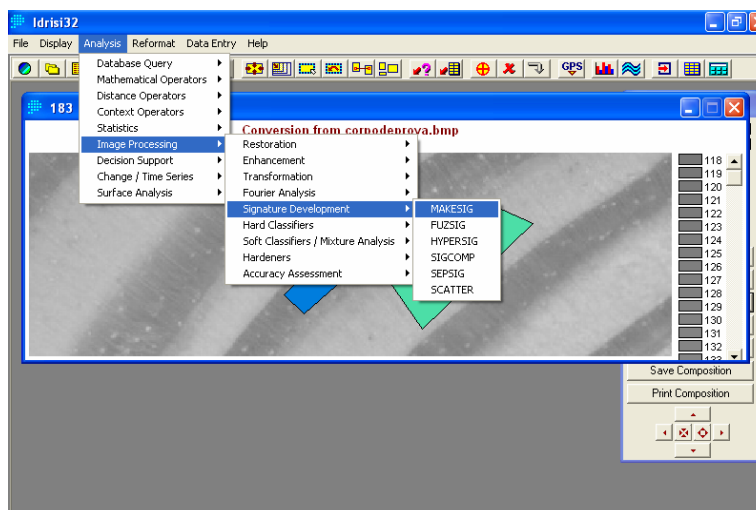 Idrisi32
File Display Analysis Reformat Data Entry Help
GPS
Database Query
Mathematical Operators
Distance Operators
Context Operators
Statistics
Image Processing
Decision Support
Change / Time Series
Surface Analysis
183
Conversion from corpodeprova.bmp
Restoration
Enhancement
Transformation
Fourier Analysis
Signature Development
Hard Classifiers
Soft Classifiers / Mixture Analysis
Hardeners
Accuracy Assessment
MAKESIG
FUZSIG
HYPERSIG
SIGCOMP
SEPSIG
SCATTER
118
119
120
121
122
123
124
125
126
127
128
129
130
131
132
133
Save Composition
Print Composition